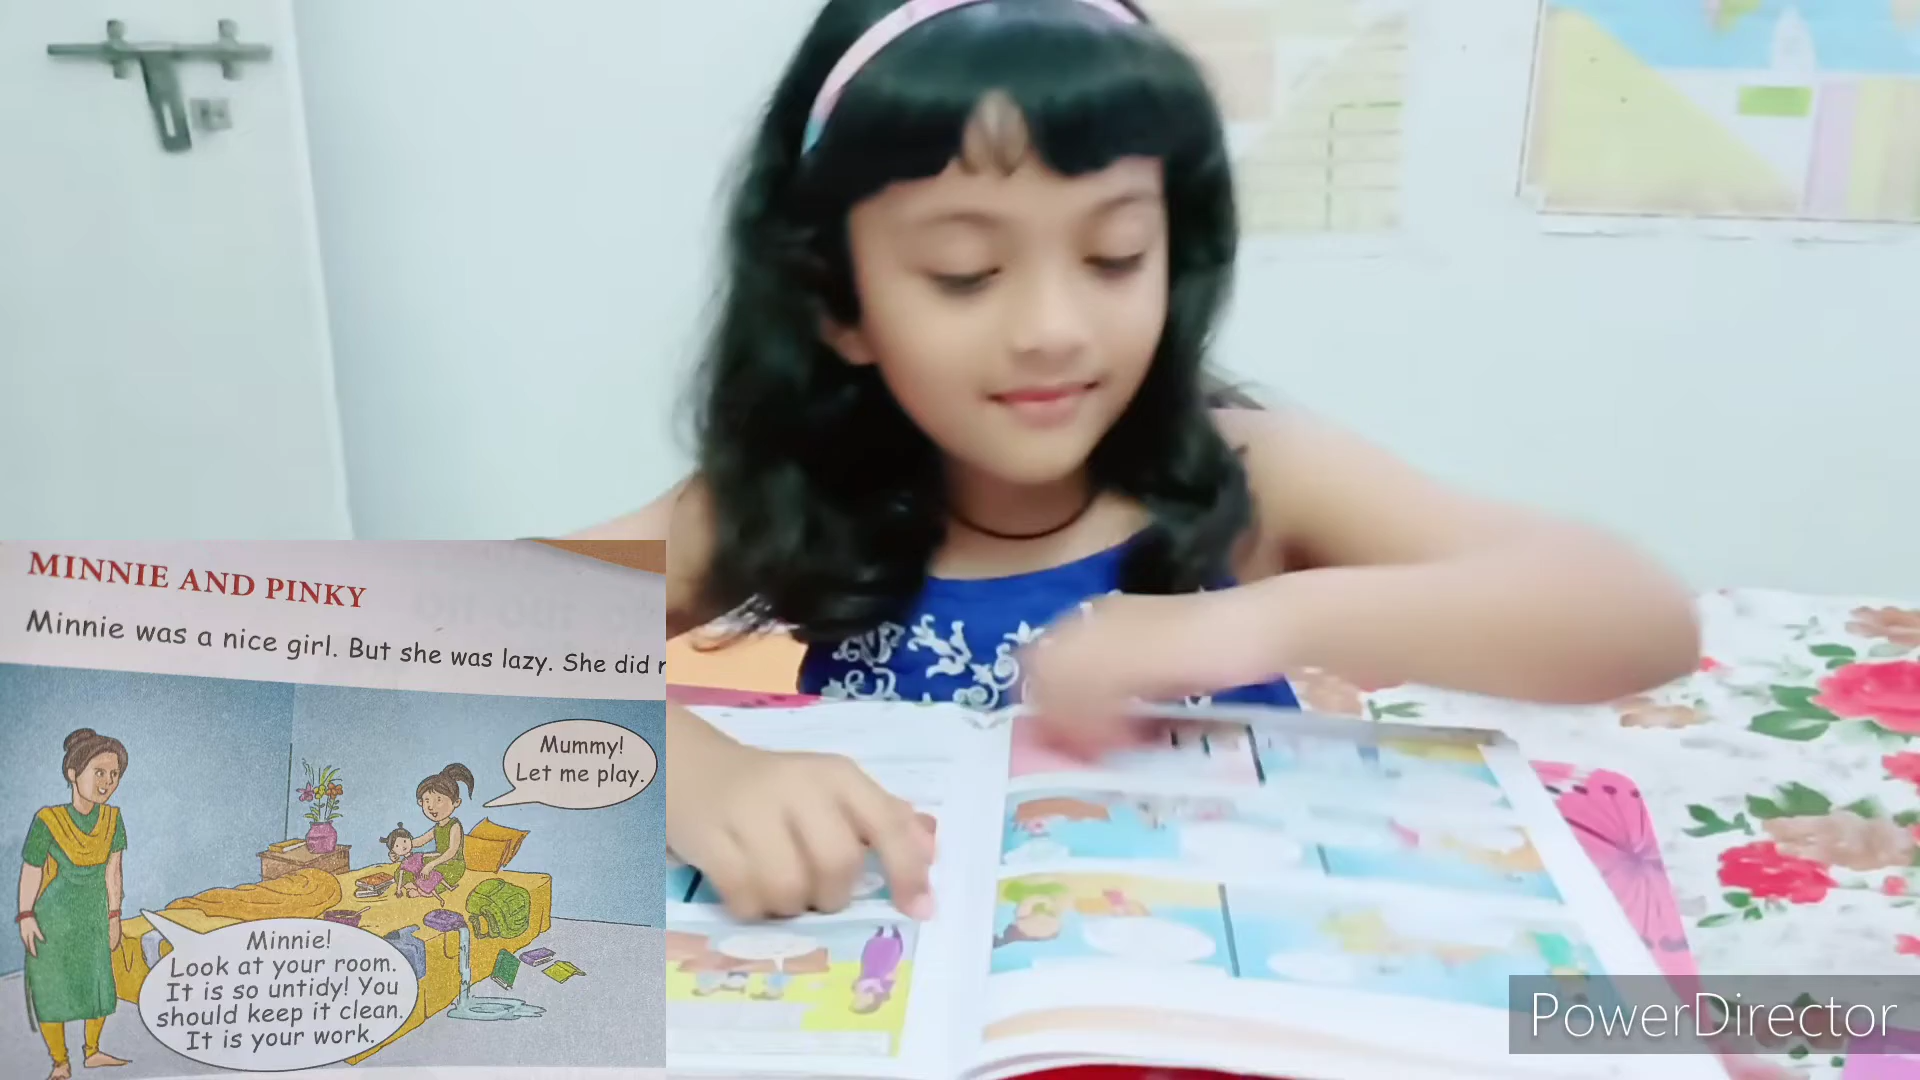 MINNIE AND PINKY
Minnie was a nice girl. But she was lazy. She did
Mummy!
Let me play.
Minnie!
Look at your room.
It is so untidy! You
should keep it clean.
It is your work.
PowerDirector